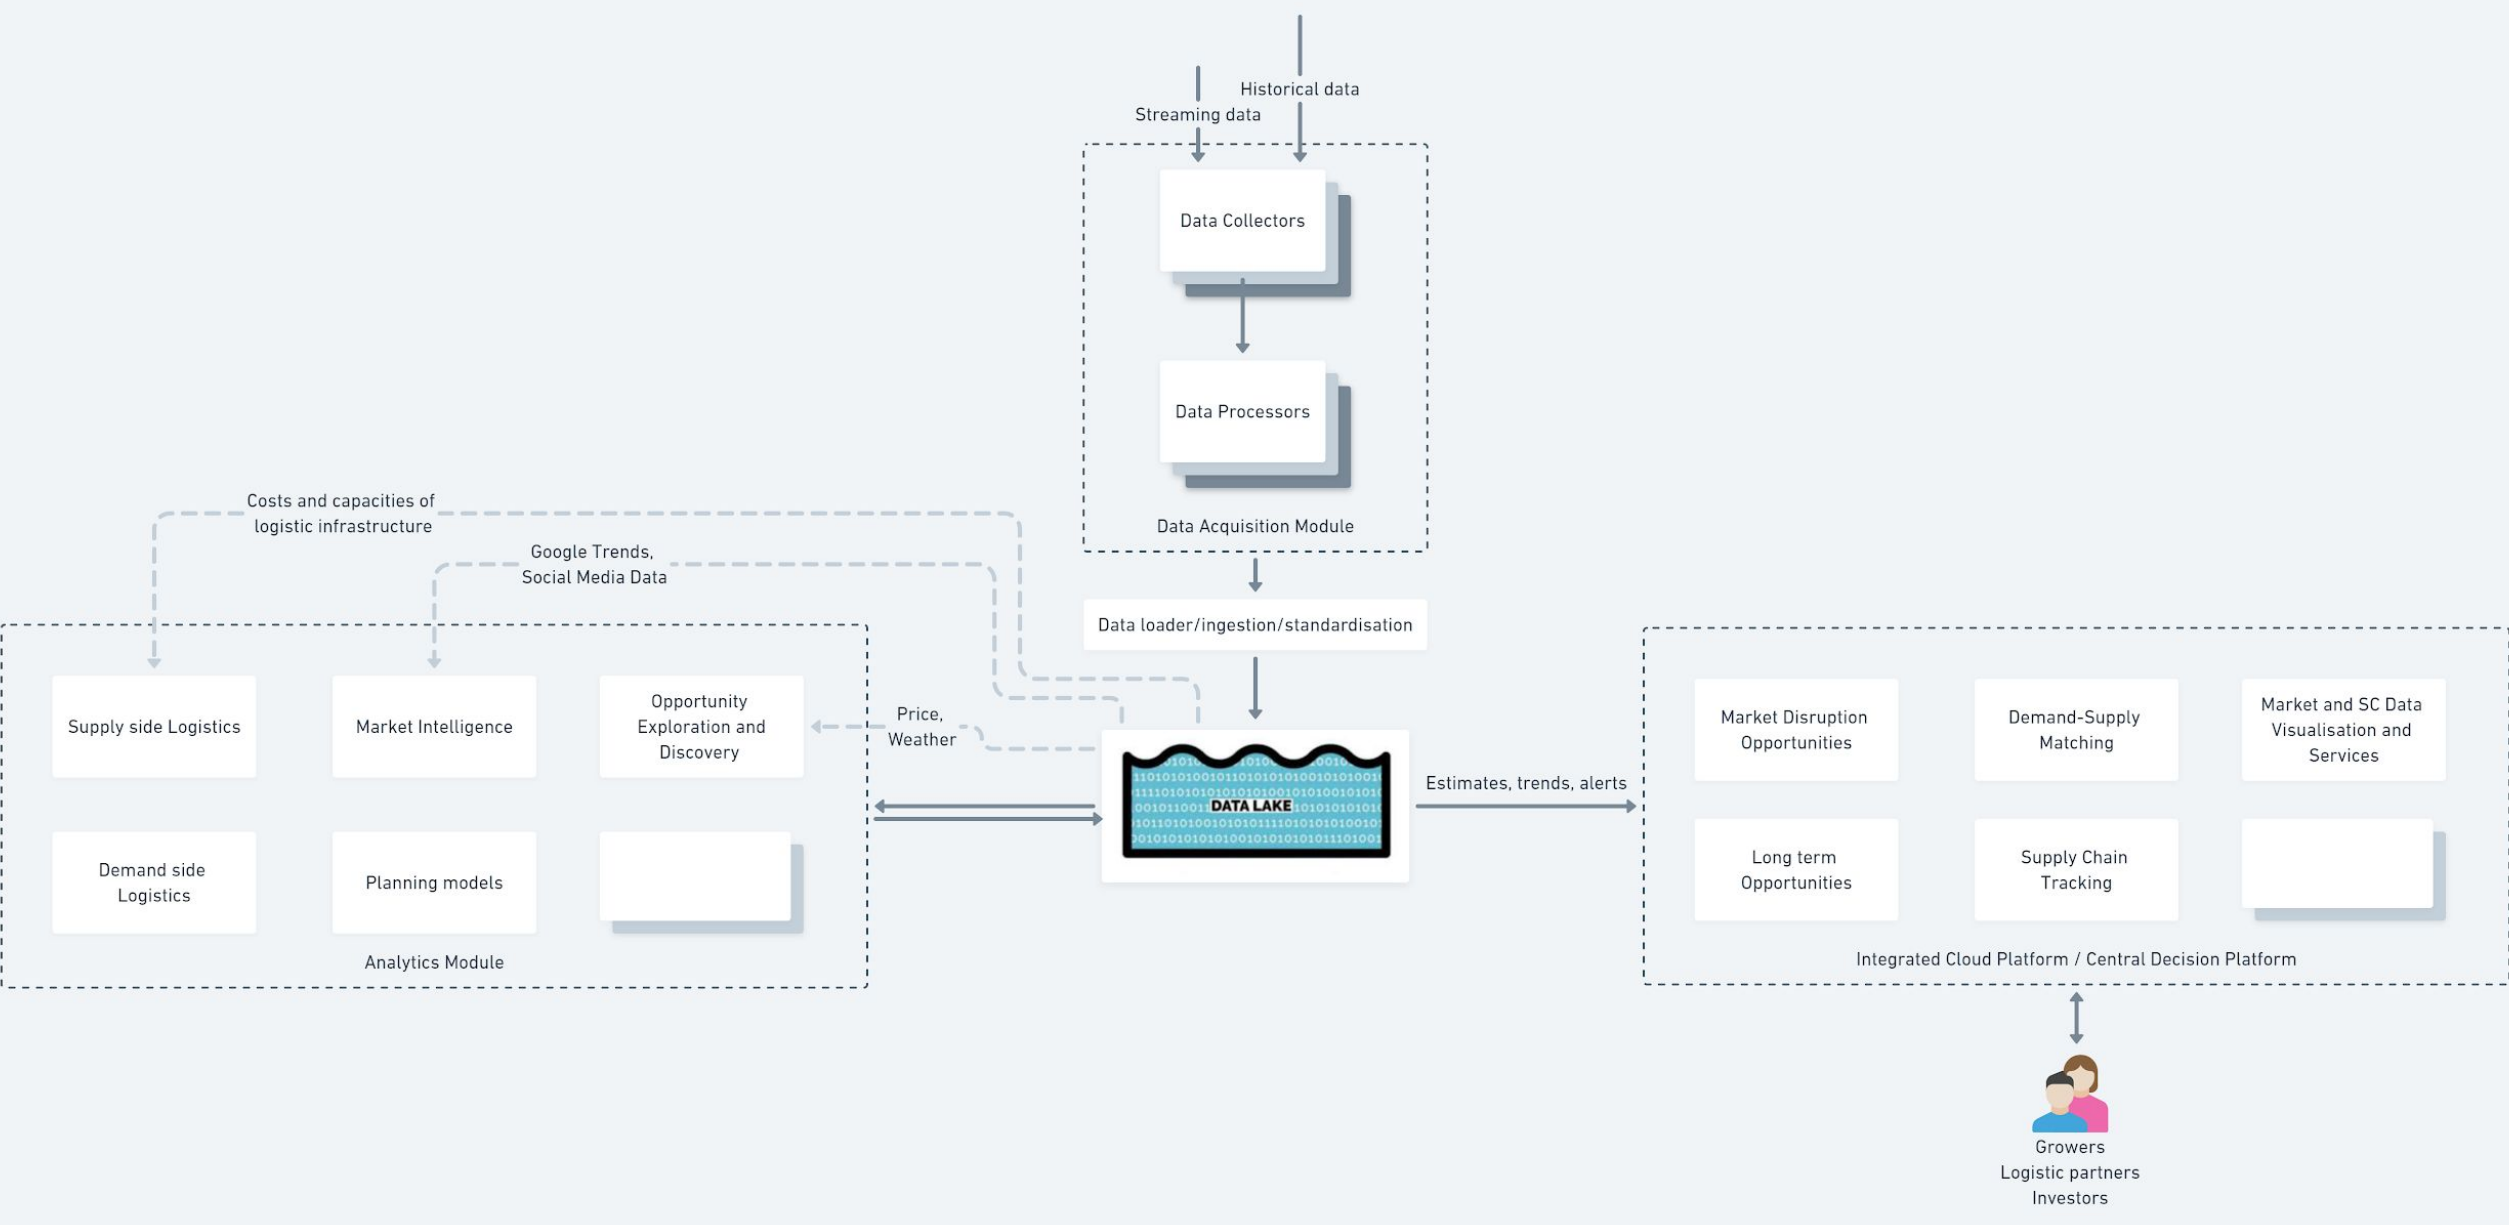 Historical data
Streaming data
Data Collectors
Data Processors
Data Acquisition Module
Costs and capacities of
logistic infrastructure
Google Trends,
Social Media Data
Data loader/ingestion/standardisation
Supply side Logistics
Market Intelligence
Opportunity
Exploration and
Discovery
Price,
Weather
Demand side
Logistics
Planning models
Analytics Module
DATA LAKE
Estimates, trends, alerts
Market Disruption
Opportunities
Demand-Supply
Matching
Market and SC Data
Visualisation and
Services
Long term
Opportunities
Supply Chain
Tracking
Integrated Cloud Platform / Central Decision Platform
Growers
Logistic partners
Investors